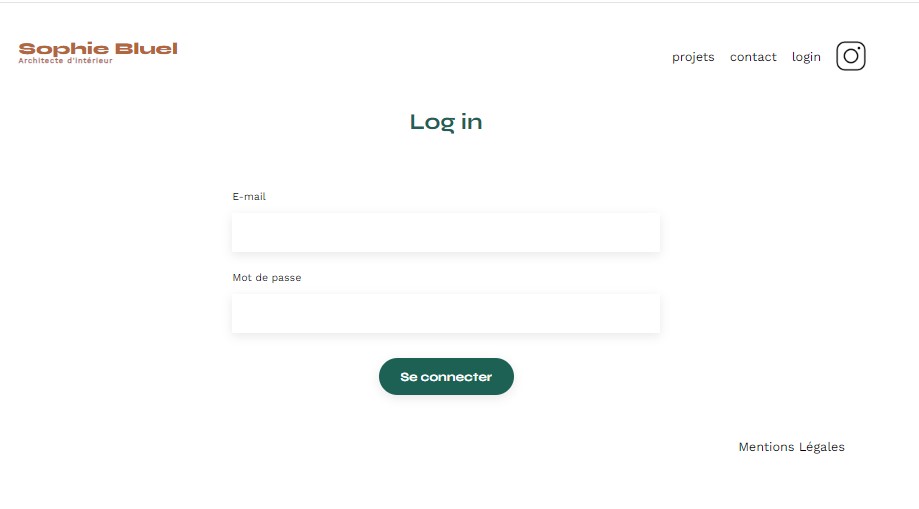 Sophie Bluel
Architecte d'intérieur
projets
contact
login
Log in
E-mail
Mot de passe
Se connecter
Mentions Légales